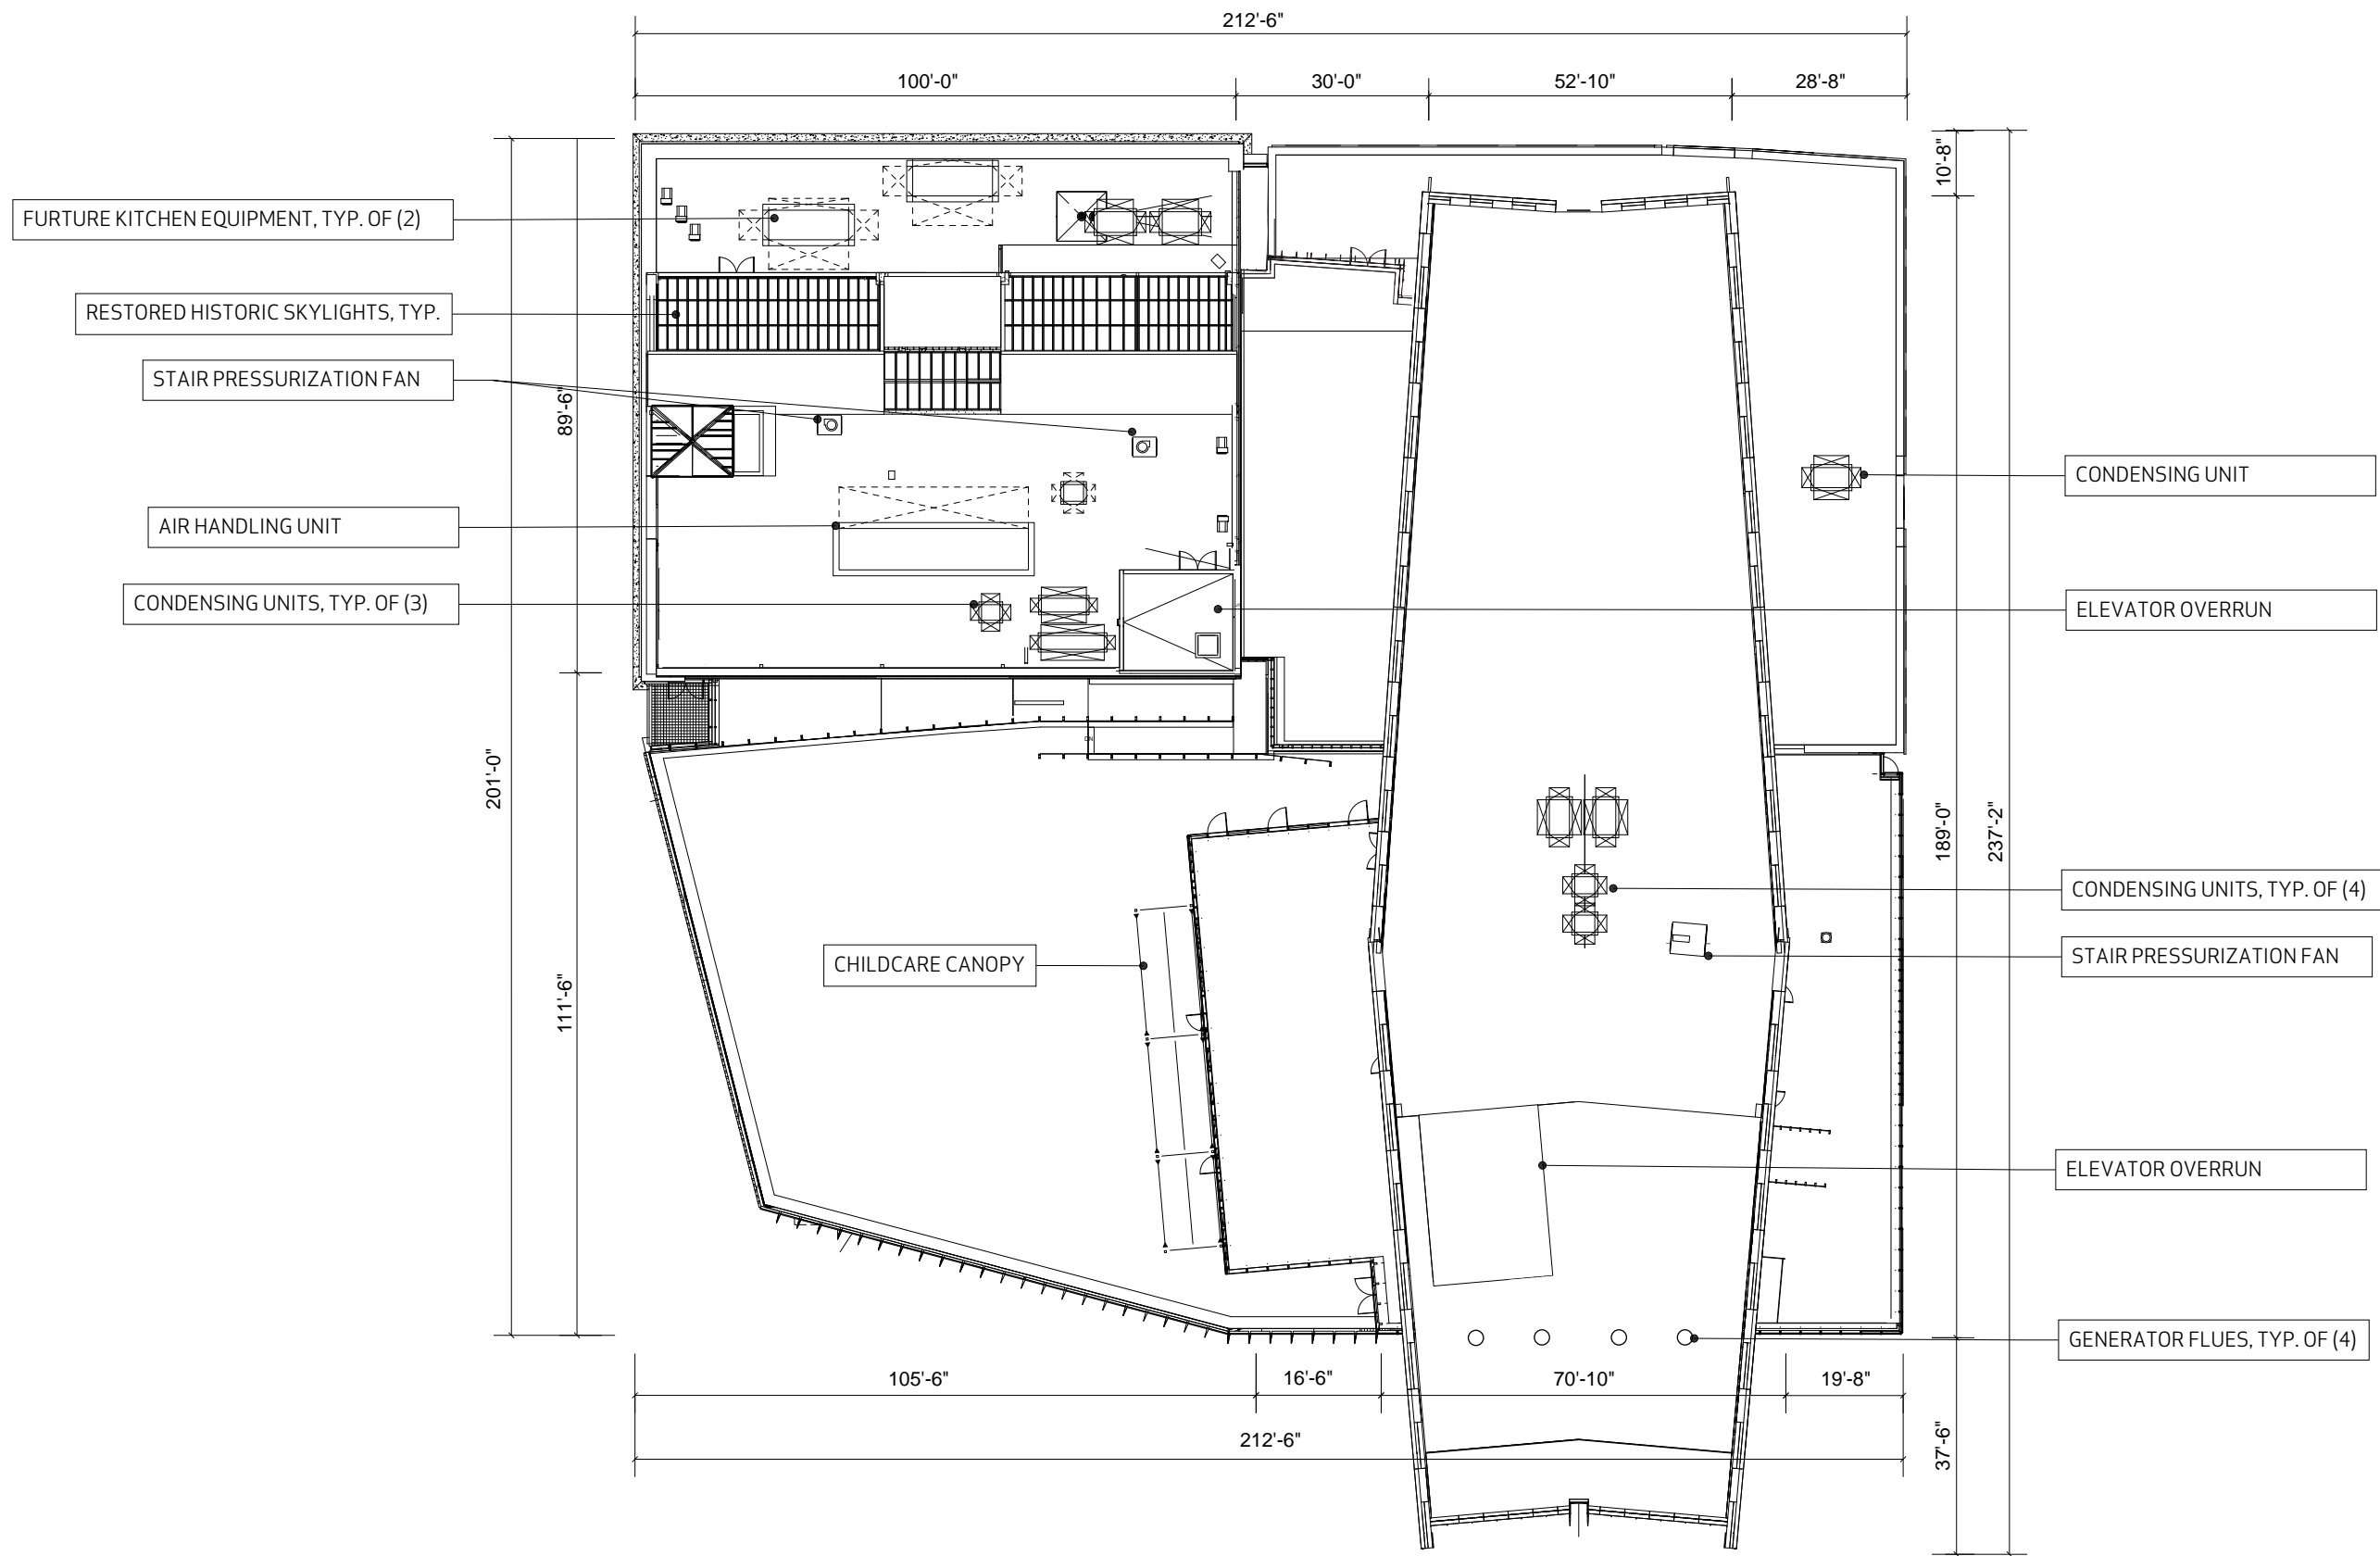 212'-6"
100'-0"
30'-0"
52'-10"
28'-8"
10'-8"
FURTURE KITCHEN EQUIPMENT, TYP. OF (2)
RESTORED HISTORIC SKYLIGHTS, TYP.
STAIR PRESSURIZATION FAN
89'-6"
CONDENSING UNIT
AIR HANDLING UNIT
CONDENSING UNITS, TYP. OF (3)
ELEVATOR OVERRUN
DN
201'-0"
189'-0"
237'-2"
CONDENSING UNITS, TYP. OF (4)
STAIR PRESSURIZATION FAN
CHILDCARE CANOPY
111'-6"
ELEVATOR OVERRUN
GENERATOR FLUES, TYP. OF (4)
105'-6"
16'-6"
70'-10"
19'-8"
212'-6"
37'-6"